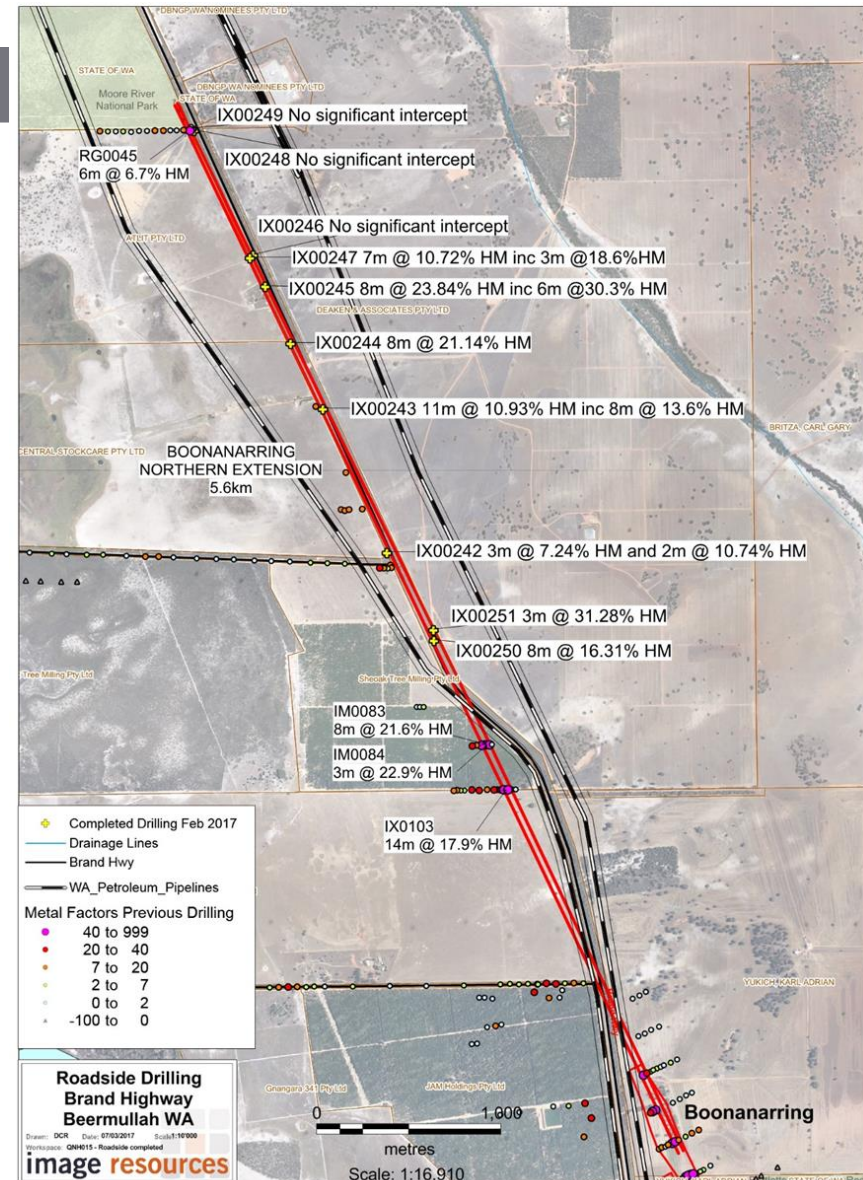 DBNGP WA NOMINEES PTY LTD
STATE OF WA
Moore River
National Park
DBNGP WA NOMINEES PTY LTD
STATE OF WA
IX00249 No significant intercept
RG0045
6m @ 6.7% HM
IX00248 No significant intercept
IX00246 No significant intercept
ATLIT PTY LTD
IX00247 7m @ 10.72% HM inc 3m @18.6%HM
IX00245 8m @ 23.84% HM inc 6m @30.3% HM
DEAKEN & ASSOCIATES PTY LTD
IX00244 8m @ 21.14% HM
IX00243 11m @ 10.93% HM inc 8m @ 13.6% HM
BRITZA, CARL GARY
CENTRAL STOCKCARE PTY LTD
BOONANARRING
NORTHERN EXTENSION
5.6km
IX00242 3m @ 7.24% HM and 2m @ 10.74% HM
IX00251 3m @ 31.28% HM
IX00250 8m @ 16.31% HM
Tree Milling Pty Ltd
Sheoak Tree Milling Pty Ltd
IM0083
8m @ 21.6% HM
IM0084
3m @ 22.9% HM
IX0103
14m @ 17.9% HM
Completed Drilling Feb 2017
Drainage Lines
Brand Hwy
WA_Petroleum_Pipelines
Metal Factors Previous Drilling
40 to 999
20 to 40
7 to 20
2 to 7
0 to 2
-100 to 0
YUKICH, KARL ADRIAN
Gnangara 341 Pty Ltd
JAM Holdings Pty Ltd
Boonanarring
Roadside Drilling
Brand Highway
Beermullah WA
Drawn: DCR Date: 07/03/2017 Scale: 1:10'000
Workspace: QNH015 - Roadside completed
image resources
0 1,000
metres
Scale: 1:16,910